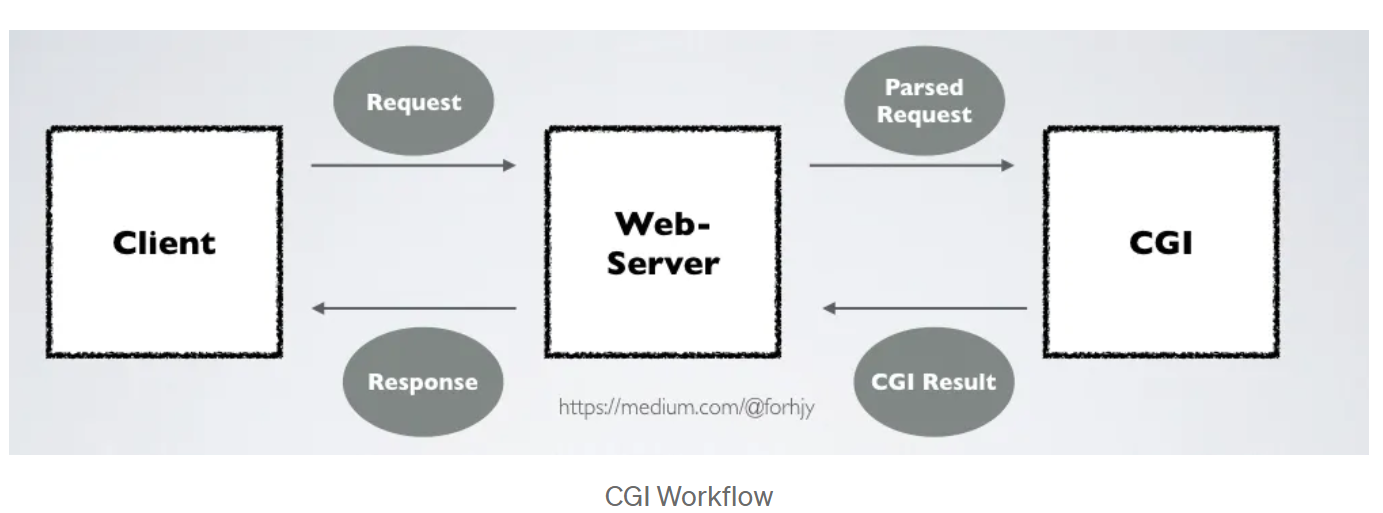 Request
Parsed
Request
Client
Web-
Server
CGI
Response
CGI Result
https://medium.com/@forhjy
CGI Workflow